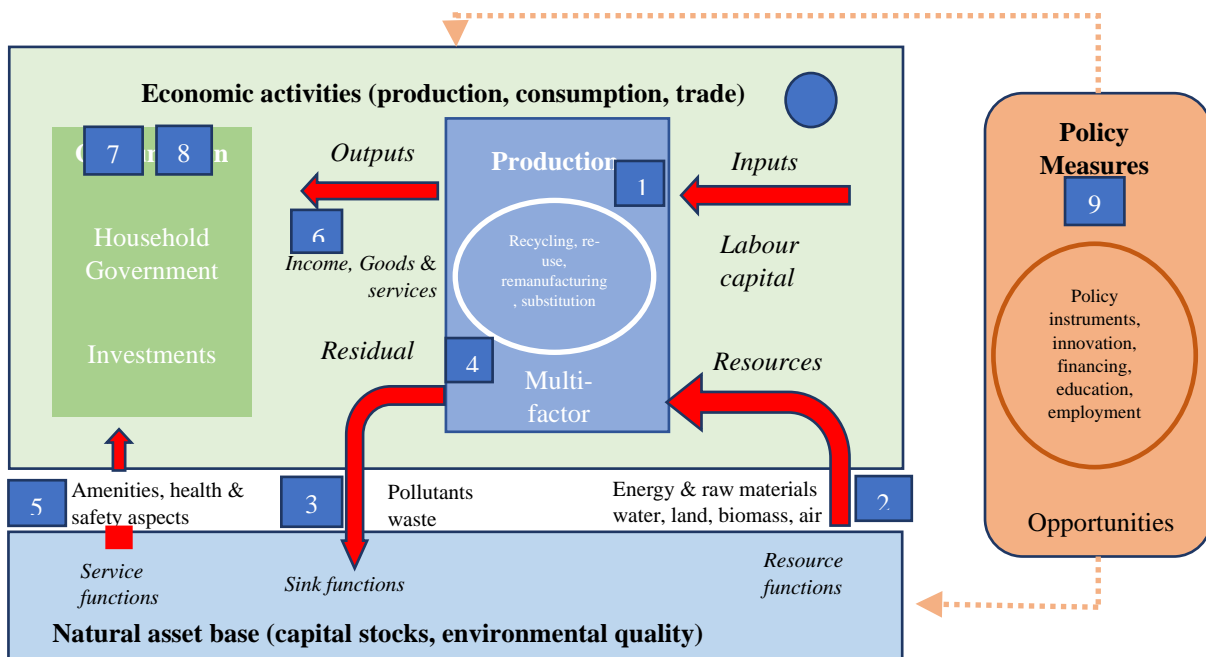 Economic activities (production, consumption, trade)
7
8
Household
Government
Investments
Outputs
6
Income, Goods &
services
Residual
Production
1
Recycling, re-
use,
remanufacturing
, substitution
4
Multi-
factor
Inputs
Labour
capital
Resources
Policy
Measures
9
Policy
instruments,
innovation,
financing,
education,
employment
Opportunities
5
Amenities, health &
safety aspects
3
Pollutants
waste
Energy & raw materials
water, land, biomass, air
2
Service
functions
Sink functions
Resource
functions
Natural asset base (capital stocks, environmental quality)